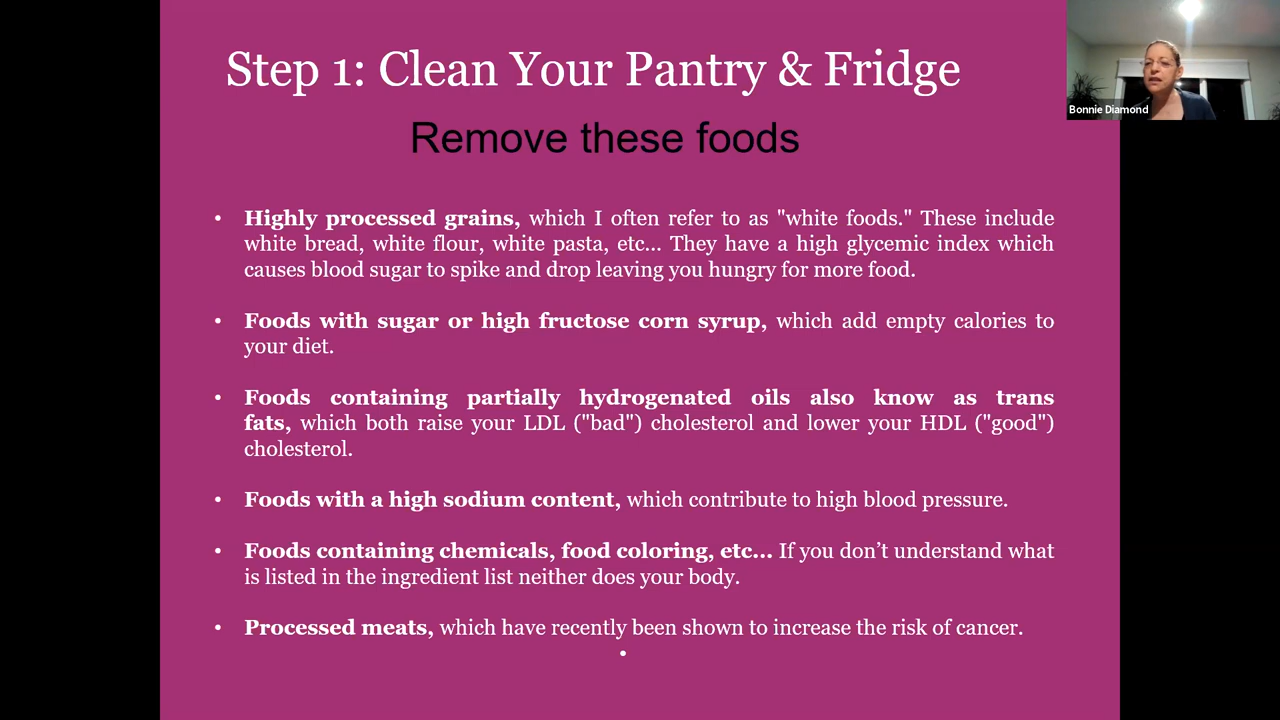 Step 1: Clean Your Pantry & Fridge
Remove these foods
Bonnie Diamond
• Highly processed grains, which I often refer to as "white foods." These include
white bread, white flour, white pasta, etc... They have a high glycemic index which
causes blood sugar to spike and drop leaving you hungry for more food.
• Foods with sugar or high fructose corn syrup, which add empty calories to
your diet.
• Foods containing partially hydrogenated oils also know as trans
fats, which both raise your LDL ("bad") cholesterol and lower your HDL ("good")
cholesterol.
• Foods with a high sodium content, which contribute to high blood pressure.
• Foods containing chemicals, food coloring, etc... If you don’t understand what
is listed in the ingredient list neither does your body.
• Processed meats, which have recently been shown to increase the risk of cancer.
•